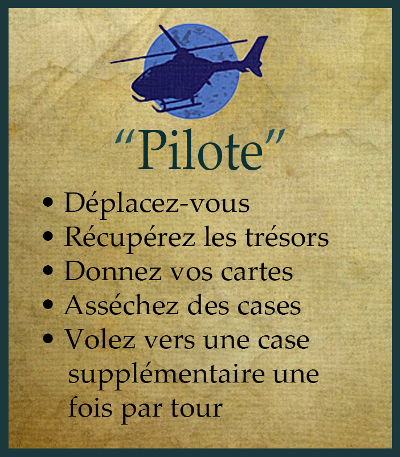 “Pilote”
• Déplacez-vous
• Récupérez les trésors
• Donnez vos cartes
• Asséchez des cases
• Volez vers une case
supplémentaire une
fois par tour